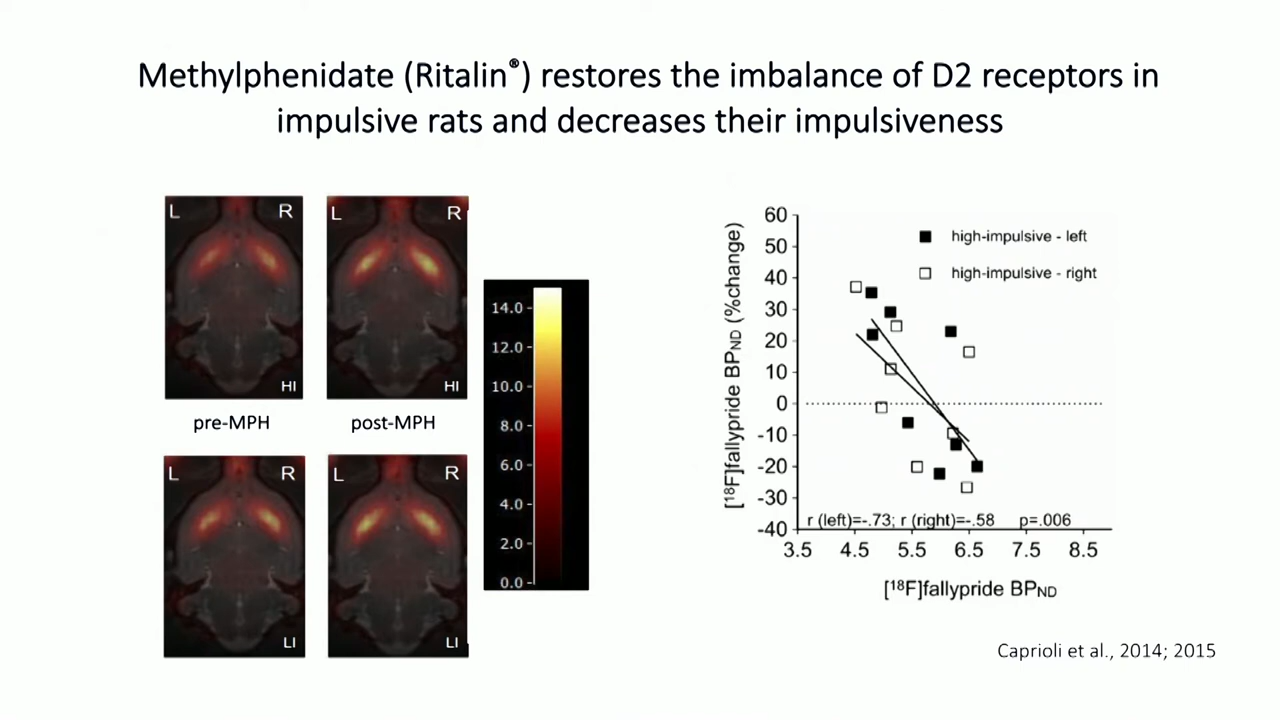 Methylphenidate (Ritalin®) restores the imbalance of D2 receptors in
impulsive rats and decreases their impulsiveness
L R
HI
L R
HI
pre-MPH
post-MPH
L R
LI
L R
LI
14.0
12.0
10.0
8.0
6.0
4.0
2.0
0.0
[18F]fallypride BPND (%change)
60
50
40
30
20
10
0
-10
-20
-30
-40
high-impulsive - left
high-impulsive - right
r (left)=-.73; r (right)=-.58 p=.006
3.5 4.5 5.5 6.5 7.5 8.5
[18F]fallypride BPND
Caprioli et al., 2014; 2015